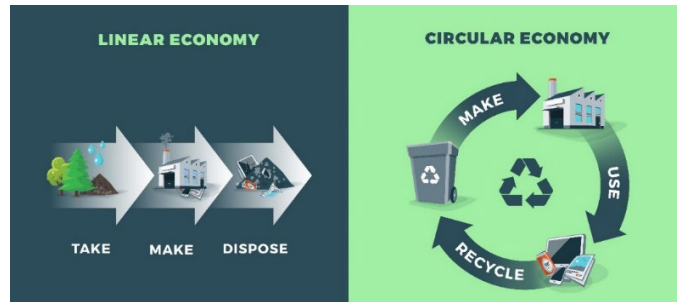 LINEAR ECONOMY
TAKE
MAKE
DISPOSE
CIRCULAR ECONOMY
MAKE
USE
RECYCLE